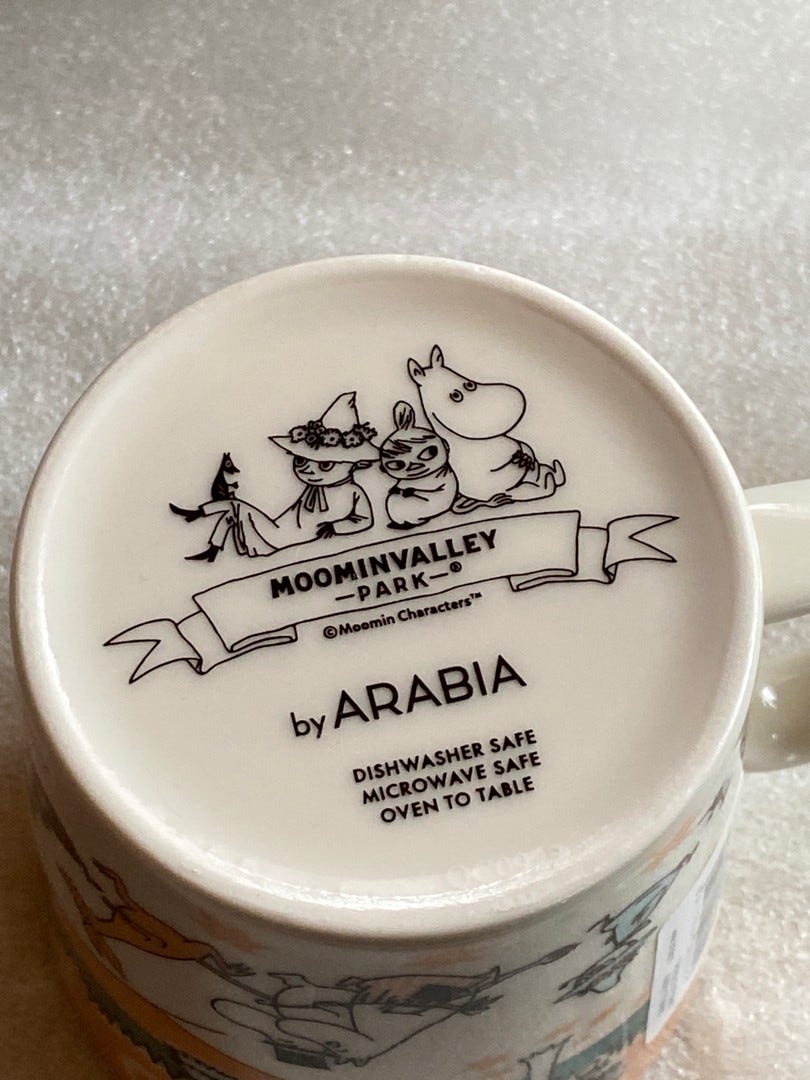 MOOMINVALLEY
—PARK—®
©Moomin Characters™
by ARABIA
DISHWASHER SAFE
MICROWAVE SAFE
OVEN TO TABLE